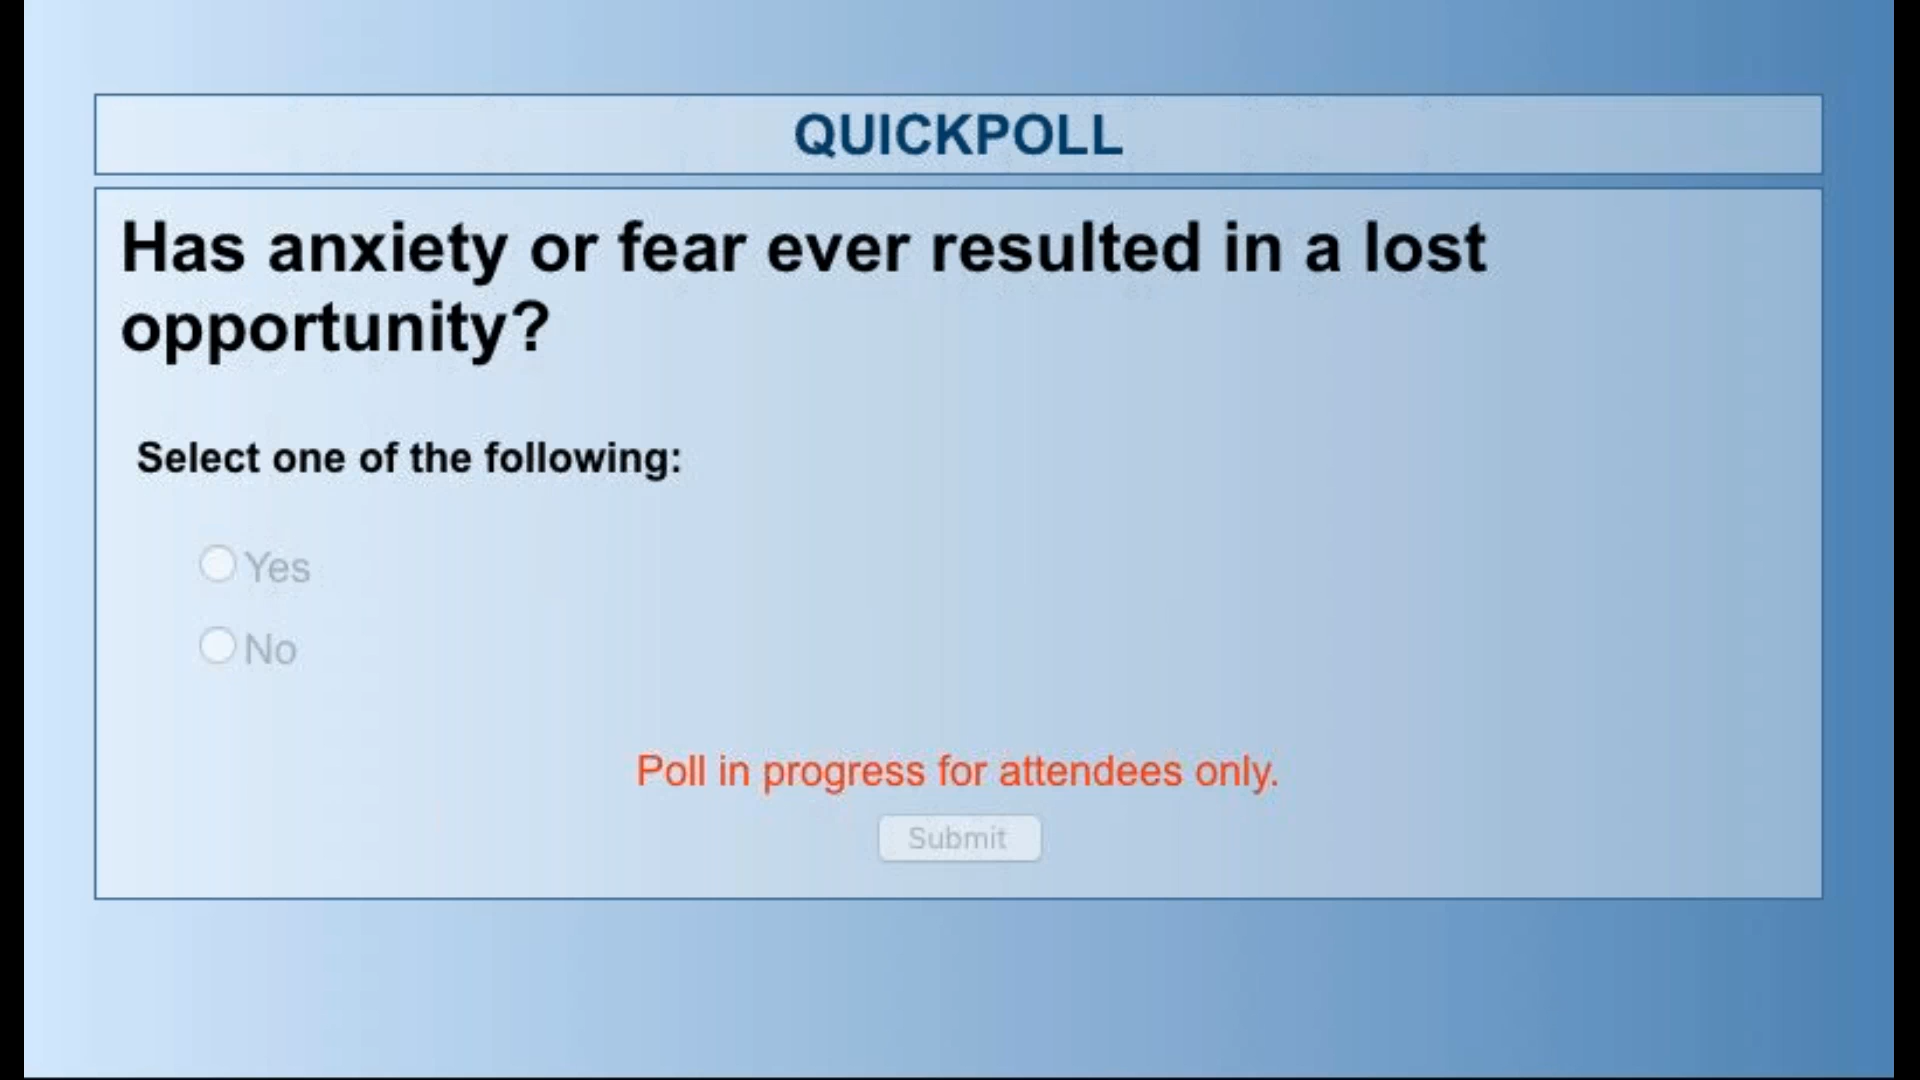 QUICKPOLL
Has anxiety or fear ever resulted in a lost
opportunity?
Select one of the following:
Yes
No
Poll in progress for attendees only.
Submit